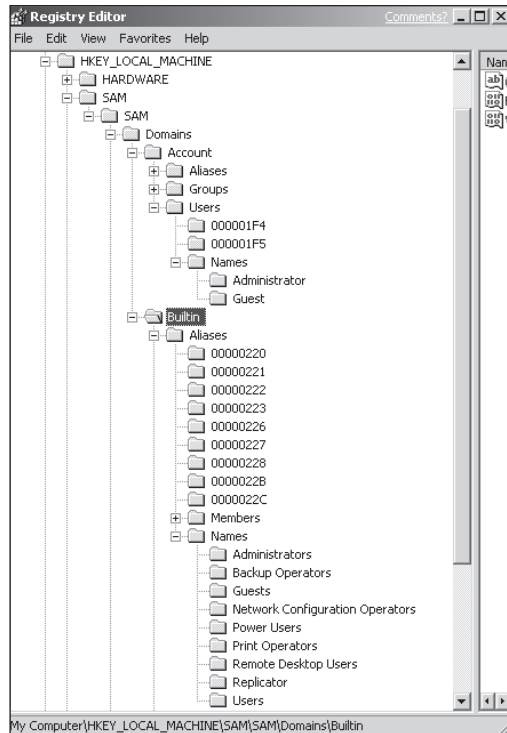 Registry Editor
Comments?
File Edit View Favorites Help
HKEY_LOCAL_MACHINE
HARDWARE
SAM
SAM
Domains
Account
Aliases
Groups
Users
000001F4
000001F5
Names
Administrator
Guest
Builtin
Aliases
00000220
00000221
00000222
00000223
00000226
00000227
00000228
0000022B
0000022C
Members
Names
Administrators
Backup Operators
Guests
Network Configuration Operators
Power Users
Print Operators
Remote Desktop Users
Replicator
Users
My Computer\HKEY_LOCAL_MACHINE\SAM\SAM\Domains\Builtin